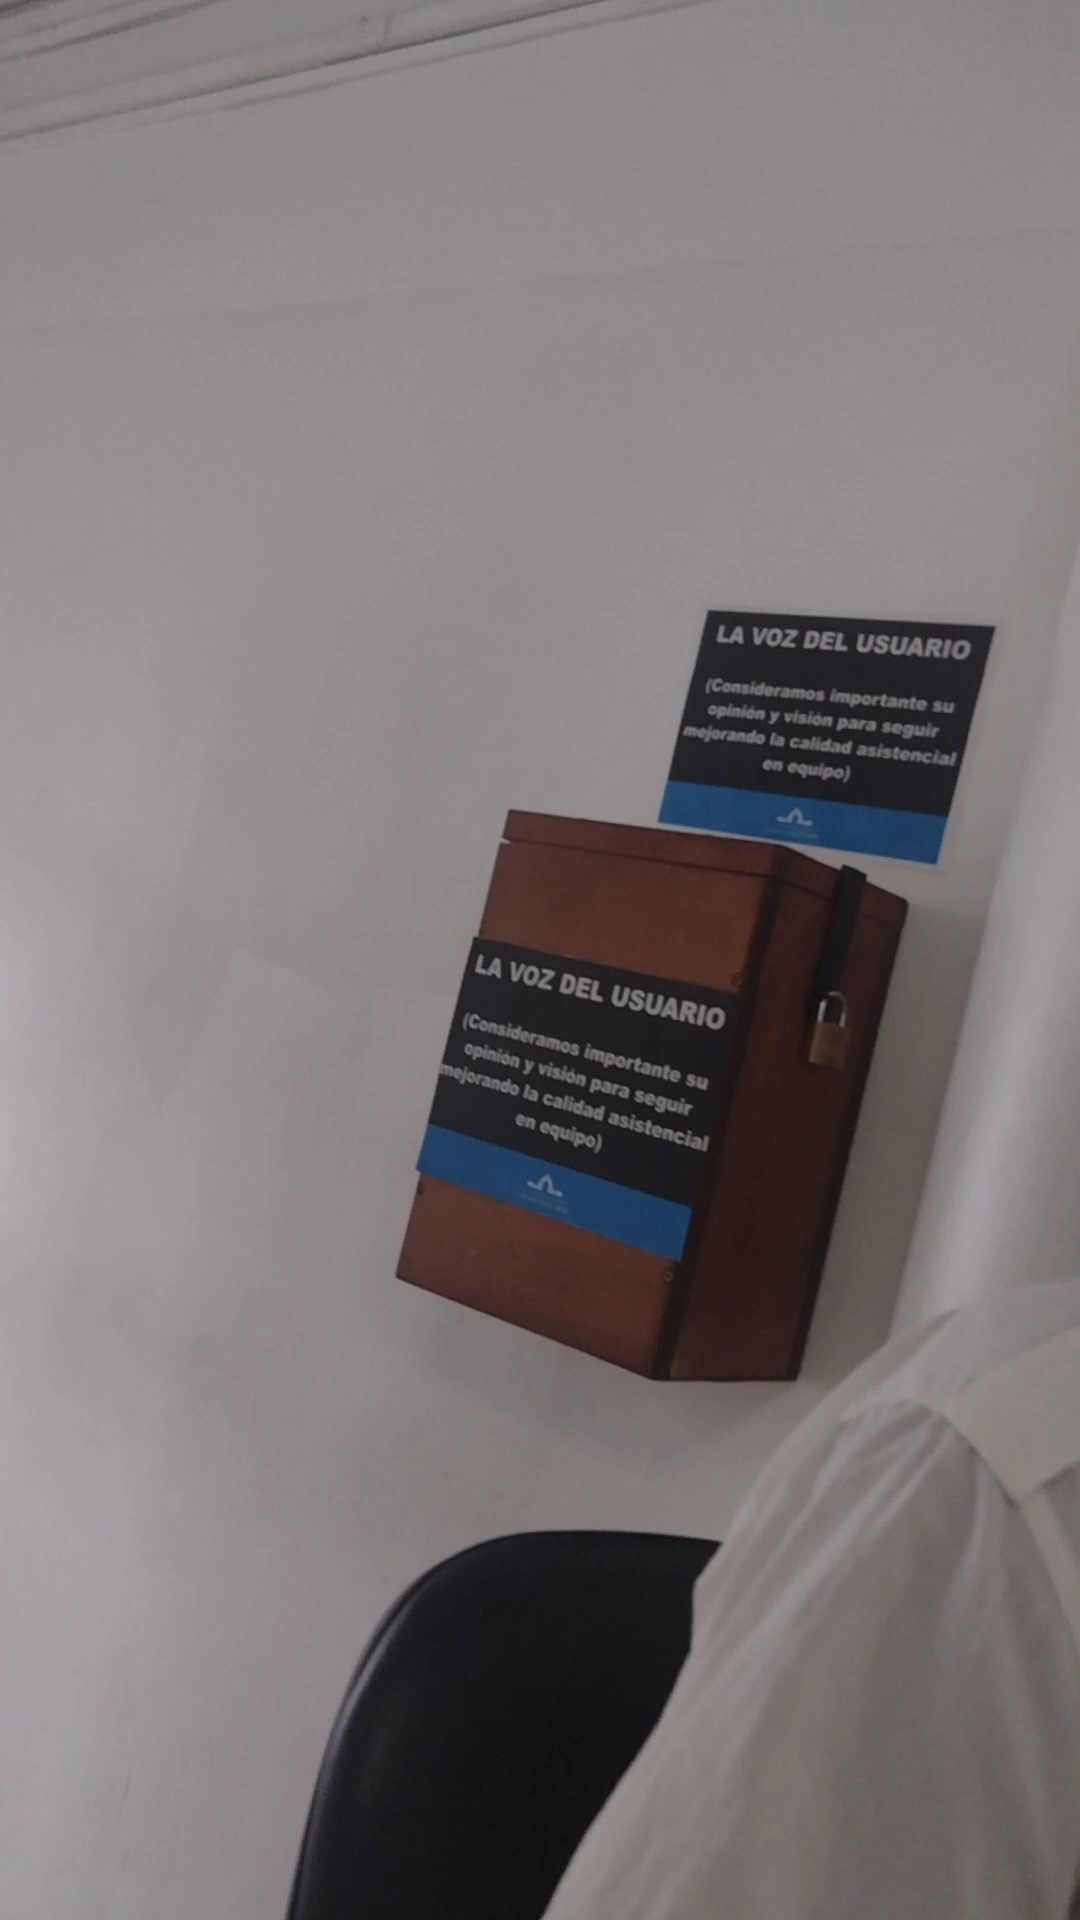 LA VOZ DEL USUARIO
(Consideramos importante su
opinión y visión para seguir
mejorando la calidad asistencial
en equipo)
LA VOZ DEL USUARIO
(Consideramos importante su
opinión y visión para seguir
mejorando la calidad asistencial
en equipo)